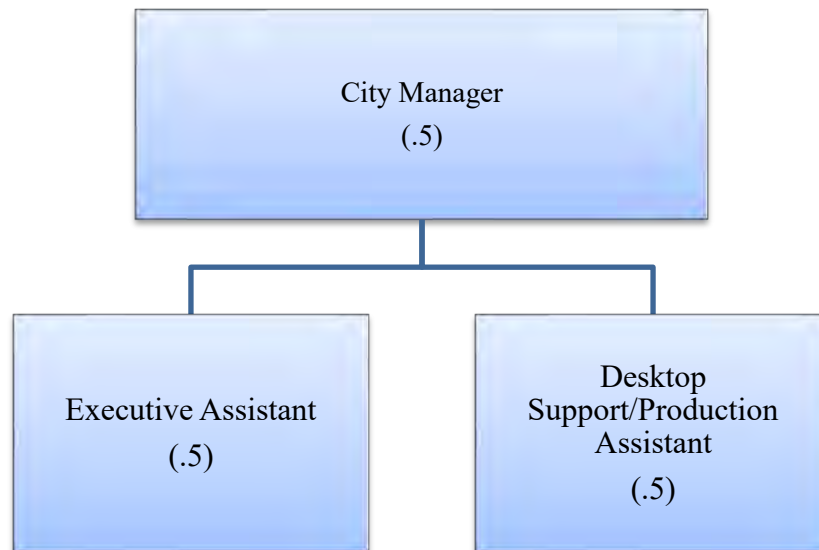 City Manager
(.5)
Executive Assistant
(.5)
Desktop
Support/Production
Assistant
(.5)